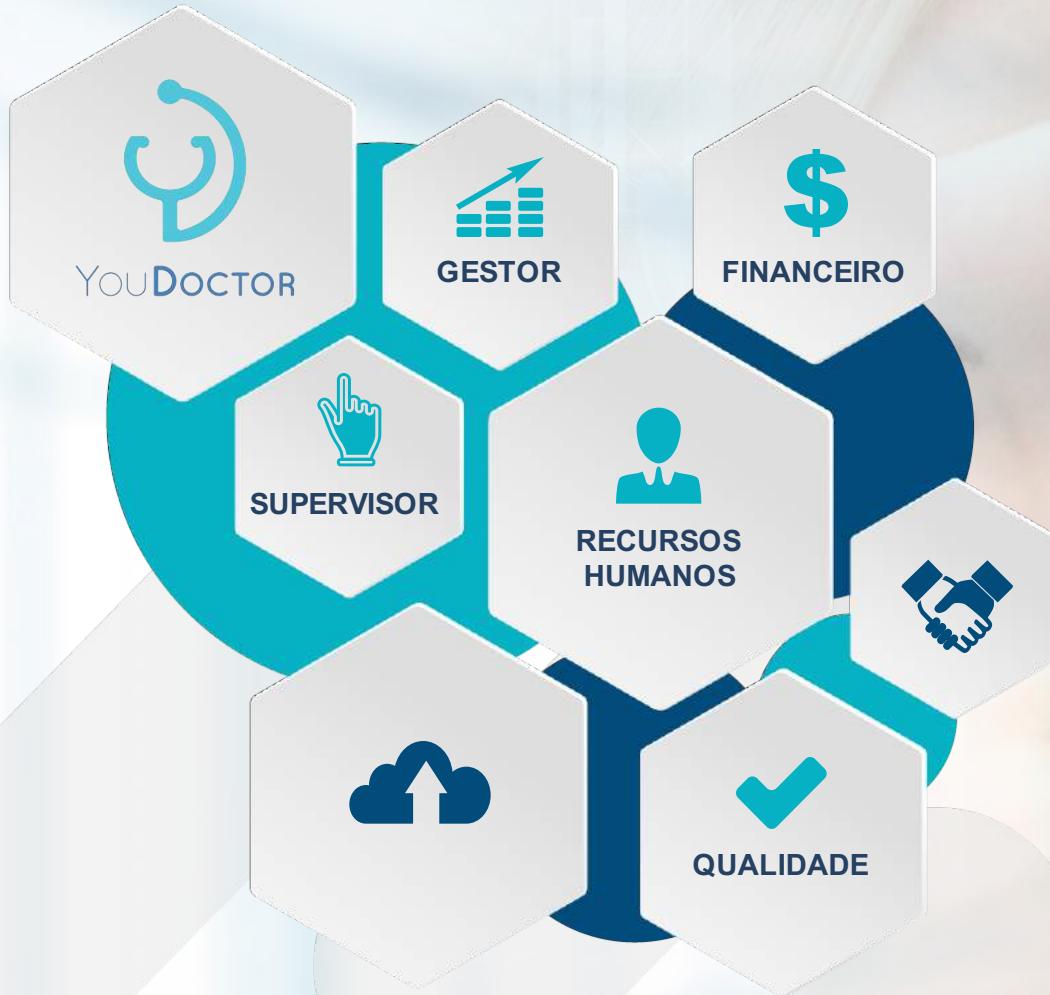 YOUDOCTOR
GESTOR
$
FINANCEIRO
SUPERVISOR
RECURSOS
HUMANOS
QUALIDADE